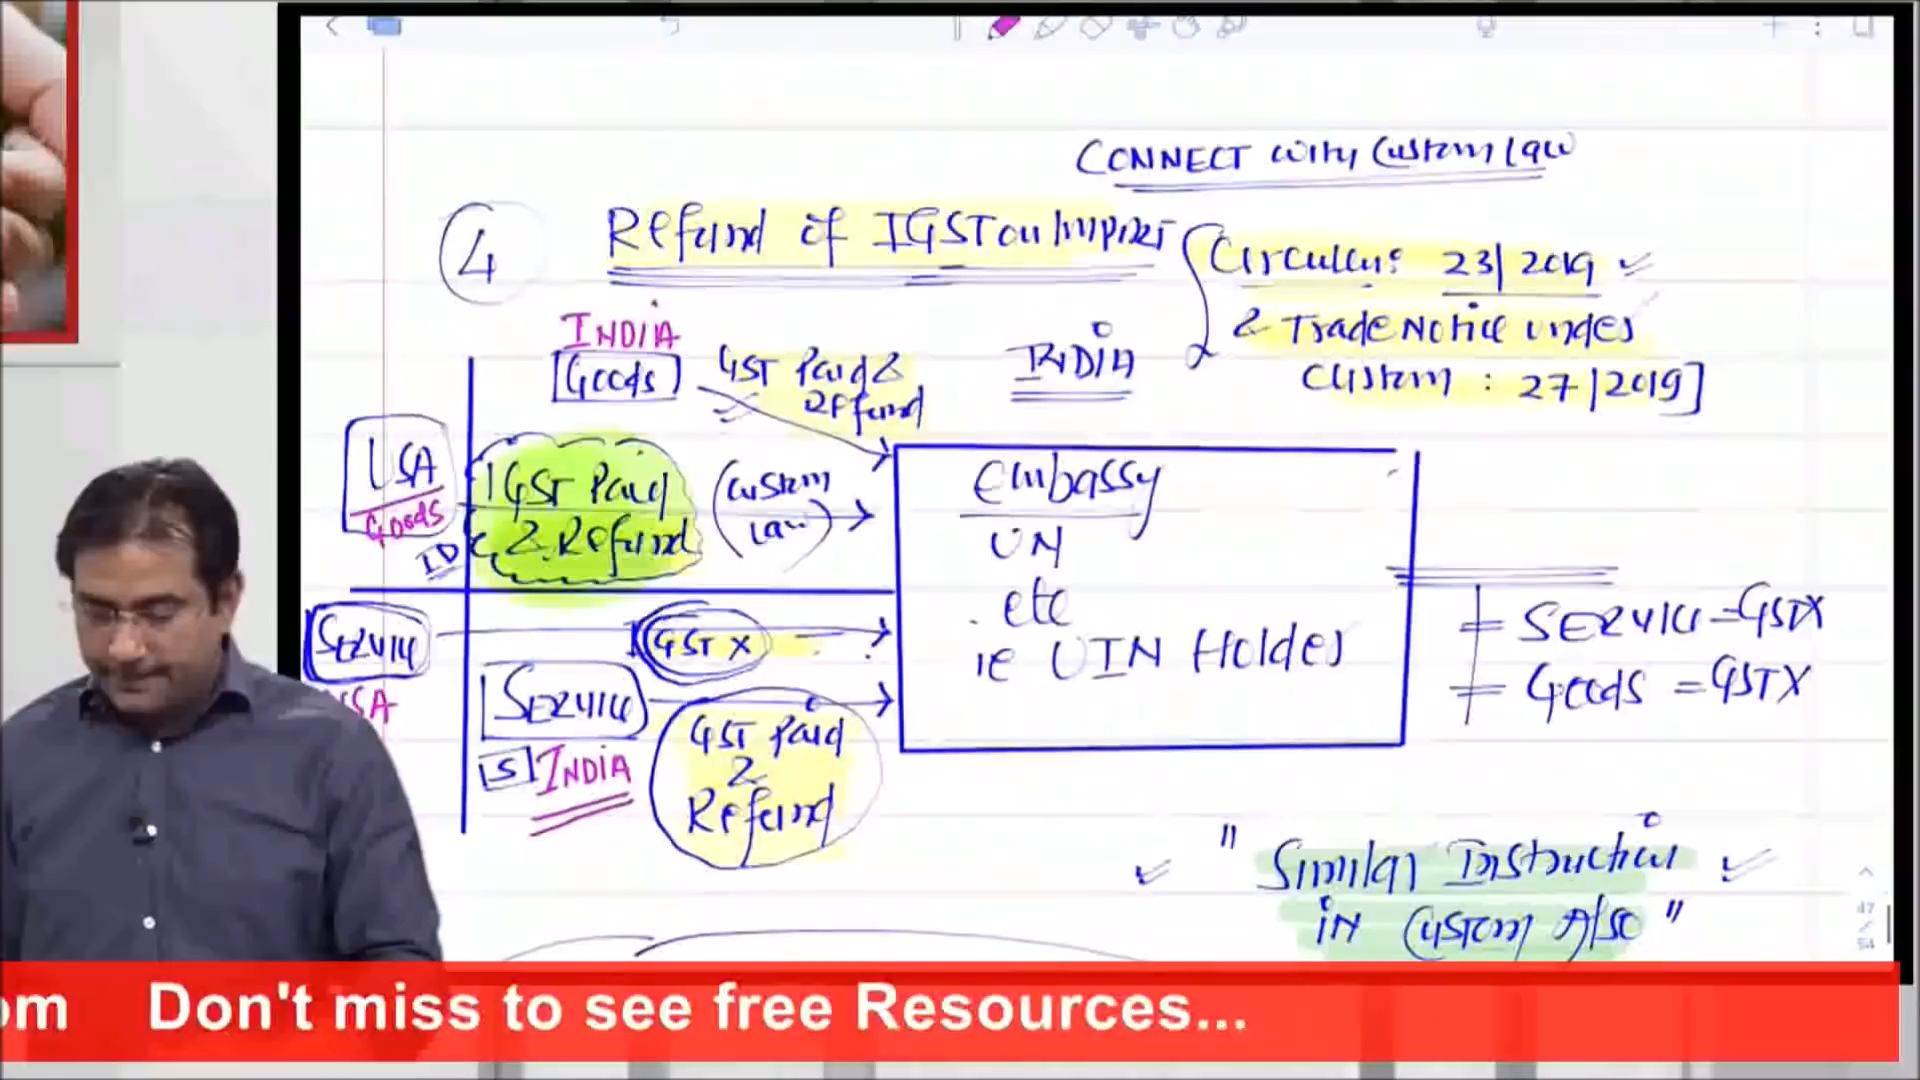 CONNECT with Custom Law
4
Refund of IGST on Import
Circular: 23/2019
& Trade Notice under
Custom : 27/2019]
INDIA
[Goods]
GST Paid &
Refund
INDIA
USA
Goods
IGST Paid
& Refund
(Custom
Law)
Embassy
UN
etc
ie UIN Holder
SERVICE
USA
GST X
SERVICE
S INDIA
GST Paid
&
Refund
SERVICE = GST X
GOODS = GST X
" Similar Instruction
in Custom Also "
47
54
om Don't miss to see free Resources...